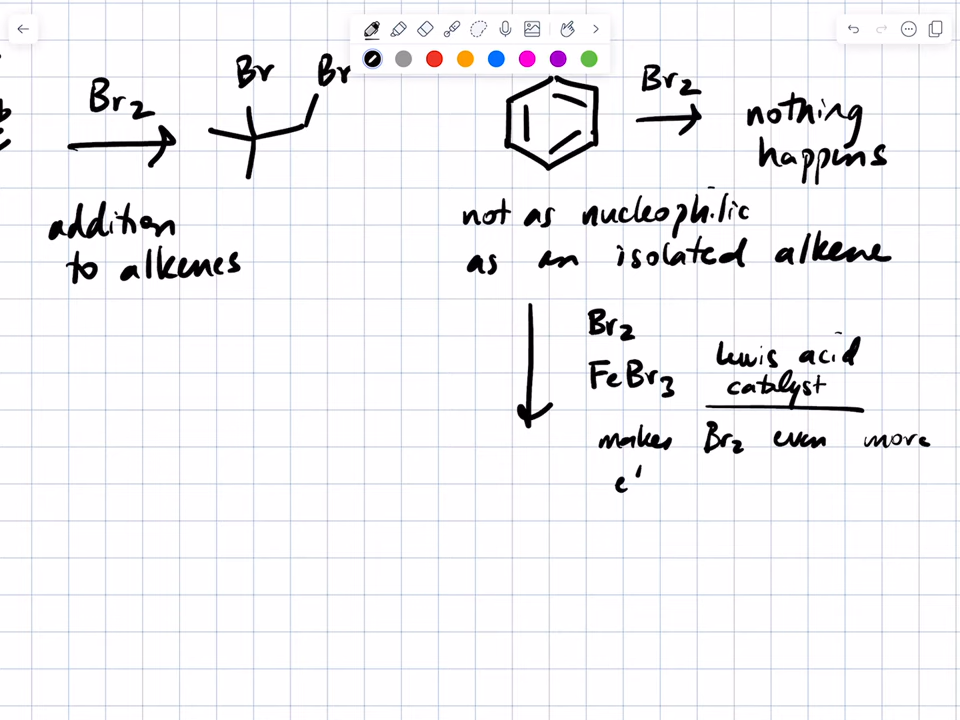 Br2
Br Br
addition
to alkenes
Br2
nothing
happens
not as nucleophilic
as an isolated alkene
Br2
FeBr3
Lewis acid
catalyst
makes Br2 even more
e'